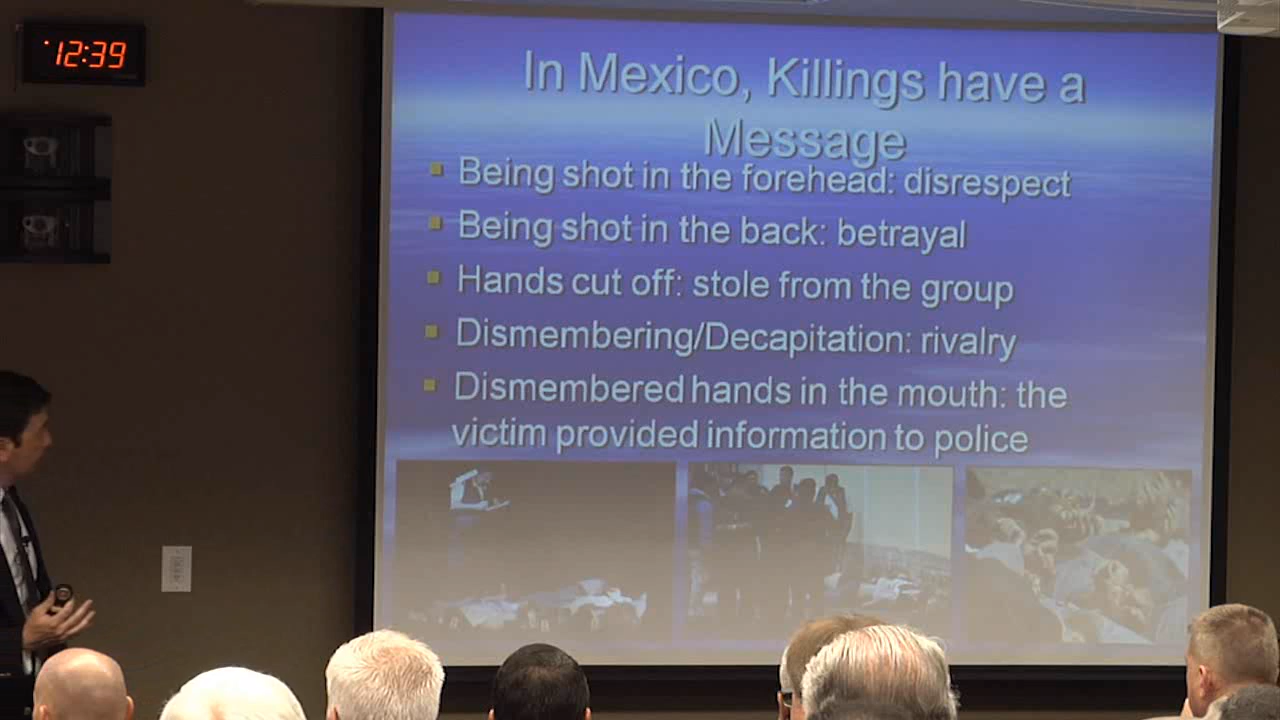 12:39
In Mexico, Killings have a
Message
Being shot in the forehead: disrespect
Being shot in the back: betrayal
Hands cut off: stole from the group
Dismembering/Decapitation: rivalry
Dismembered hands in the mouth: the
victim provided information to police